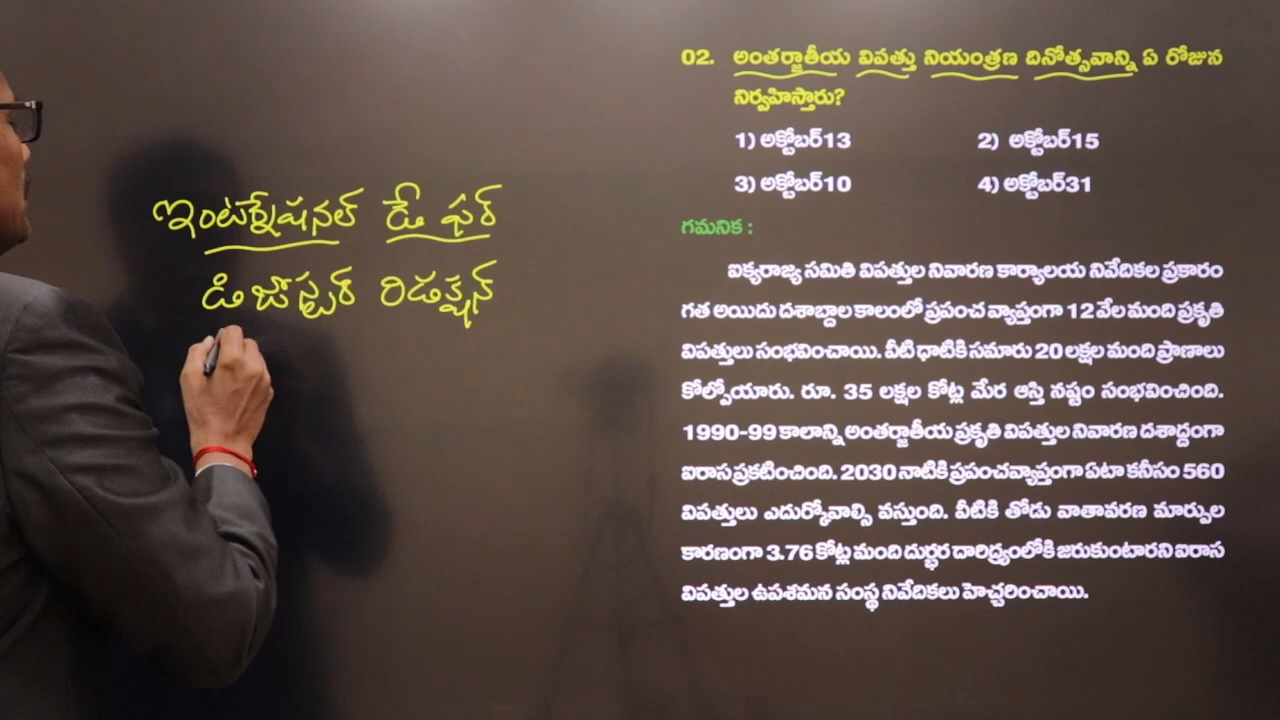 ఇంటర్నేషనల్ డే ఫర్
డిజాస్టర్ రిడక్షన్
02. అంతర్జాతీయ విపత్తు నియంత్రణ దినోత్సవాన్ని ఏ రోజున
నిర్వహిస్తారు?
1) అక్టోబర్13 2) అక్టోబర్15
3) అక్టోబర్10 4) అక్టోబర్31
గమనిక :
ఐక్యరాజ్య సమితి విపత్తుల నివారణ కార్యాలయ నివేదికల ప్రకారం
గత అయిదు దశాబ్దాల కాలంలో ప్రపంచ వ్యాప్తంగా 12 వేల మంది ప్రకృతి
విపత్తులు సంభవించాయి. వీటి ధాటికి సమారు 20 లక్షల మంది ప్రాణాలు
కోల్పోయారు. రూ. 35 లక్షల కోట్ల మేర ఆస్తి నష్టం సంభవించింది.
1990-99 కాలాన్ని అంతర్జాతీయ ప్రకృతి విపత్తుల నివారణ దశాద్దంగా
ఐరాస ప్రకటించింది. 2030 నాటికి ప్రపంచవ్యాప్తంగా ఏటా కనీసం 560
విపత్తులు ఎదుర్కోవాల్సి వస్తుంది. వీటికి తోడు వాతావరణ మార్పుల
కారణంగా 3.76 కోట్ల మంది దుర్భర దారిద్ర్యంలోకి జరుకుంటారని ఐరాస
విపత్తుల ఉపశమన సంస్థ నివేదికలు హెచ్చరించాయి.